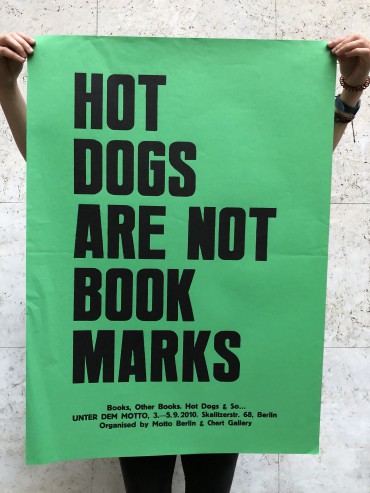 HOT
DOGS
ARE NOT
BOOK
MARKS
Books, Other Books. Hot Dogs & So...
UNTER DEM MOTTO, 3.—5.9.2010. Skalitzerstr. 68, Berlin
Organised by Motto Berlin & Chert Gallery